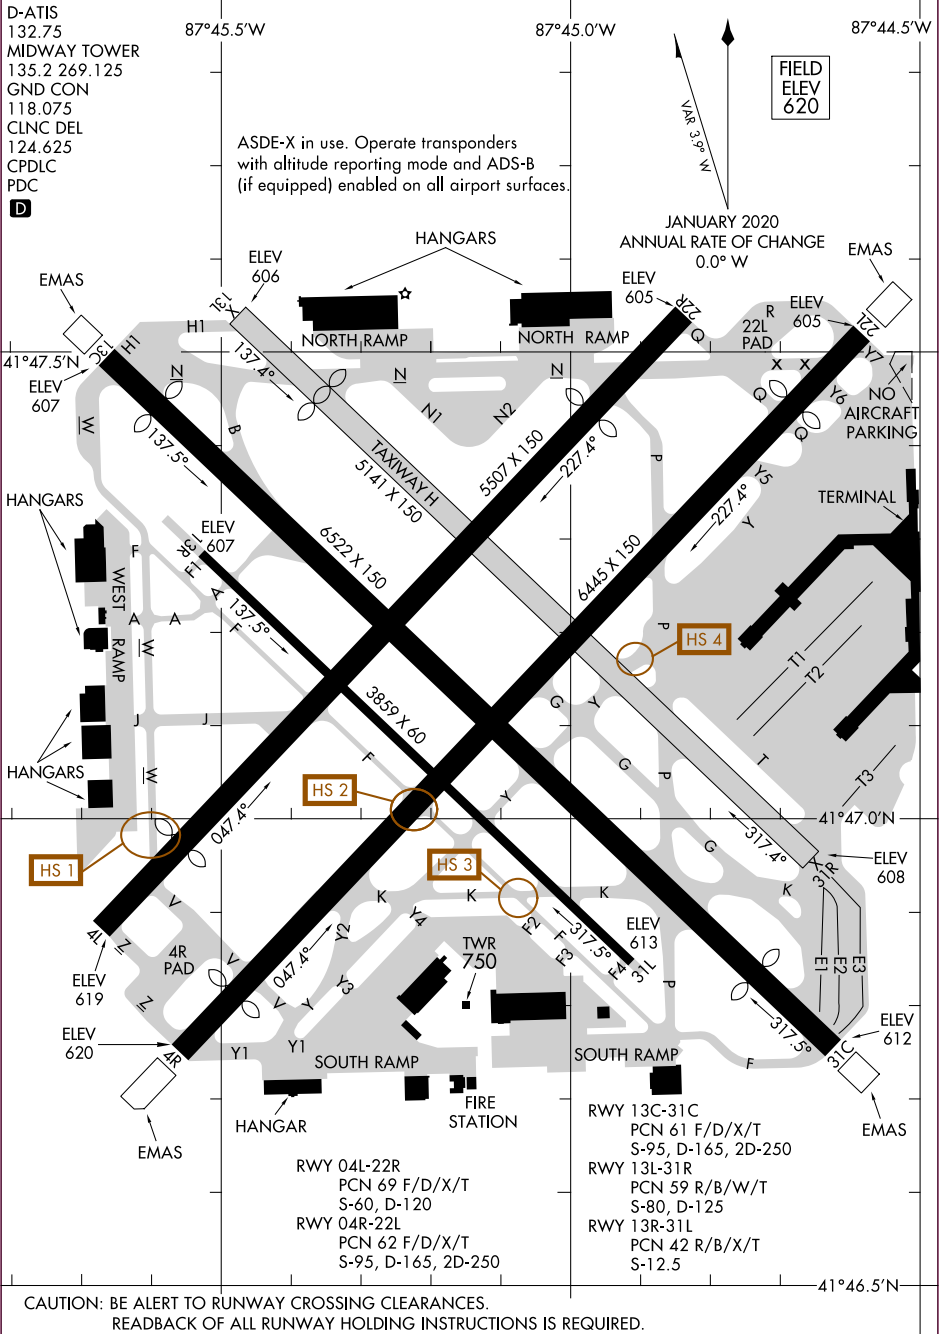 D-ATIS
132.75
MIDWAY TOWER
135.2 269.125
GND CON
118.075
CLNC DEL
124.625
CPDLC
PDC
D
87°45.5'W
87°45.0'W
87°44.5'W
FIELD
ELEV
620
VAR 3.9° W
ASDE-X in use. Operate transponders
with altitude reporting mode and ADS-B
(if equipped) enabled on all airport surfaces.
JANUARY 2020
ANNUAL RATE OF CHANGE
0.0° W
HANGARS
EMAS
ELEV
606
ELEV
605
ELEV
605
EMAS
13L
X
H1
NORTH RAMP
NORTH RAMP
22R
Q
R
22L
PAD
22L
Y7
41°47.5'N
13C
H1
ELEV
607
N
N
N
X
X
137.4°
N1
N2
Q
Q
Y6
NO
AIRCRAFT
PARKING
W
B
137.5°
TAXIWAY H
5141 X 150
5507 X 150
227.4°
P
Y5
227.4°
Y
HANGARS
ELEV
607
13R
F1
F
6522 X 150
6445 X 150
TERMINAL
WEST
RAMP
A
A
A
F
137.5°
W
P
HS 4
T1
T2
3859 X 60
J
J
G
Y
F
G
P
T
T3
W
HANGARS
HS 2
Y
41°47.0'N
047.4°
HS 1
HS 3
G
317.4°
31R
X
ELEV
608
K
K
K
K
V
Y4
Y2
F2
F
F3
317.5°
F4
31L
ELEV
613
4L
Z
4R
PAD
V
V
047.4°
TWR
750
E1
E2
E3
ELEV
619
Z
Y
Y3
P
317.5°
ELEV
612
ELEV
620
4R
Y1
Y1
SOUTH RAMP
SOUTH RAMP
F
31C
HANGAR
FIRE
STATION
EMAS
EMAS
RWY 04L-22R
PCN 69 F/D/X/T
S-60, D-120
RWY 04R-22L
PCN 62 F/D/X/T
S-95, D-165, 2D-250
RWY 13C-31C
PCN 61 F/D/X/T
S-95, D-165, 2D-250
RWY 13L-31R
PCN 59 R/B/W/T
S-80, D-125
RWY 13R-31L
PCN 42 R/B/X/T
S-12.5
41°46.5'N
CAUTION: BE ALERT TO RUNWAY CROSSING CLEARANCES.
READBACK OF ALL RUNWAY HOLDING INSTRUCTIONS IS REQUIRED.